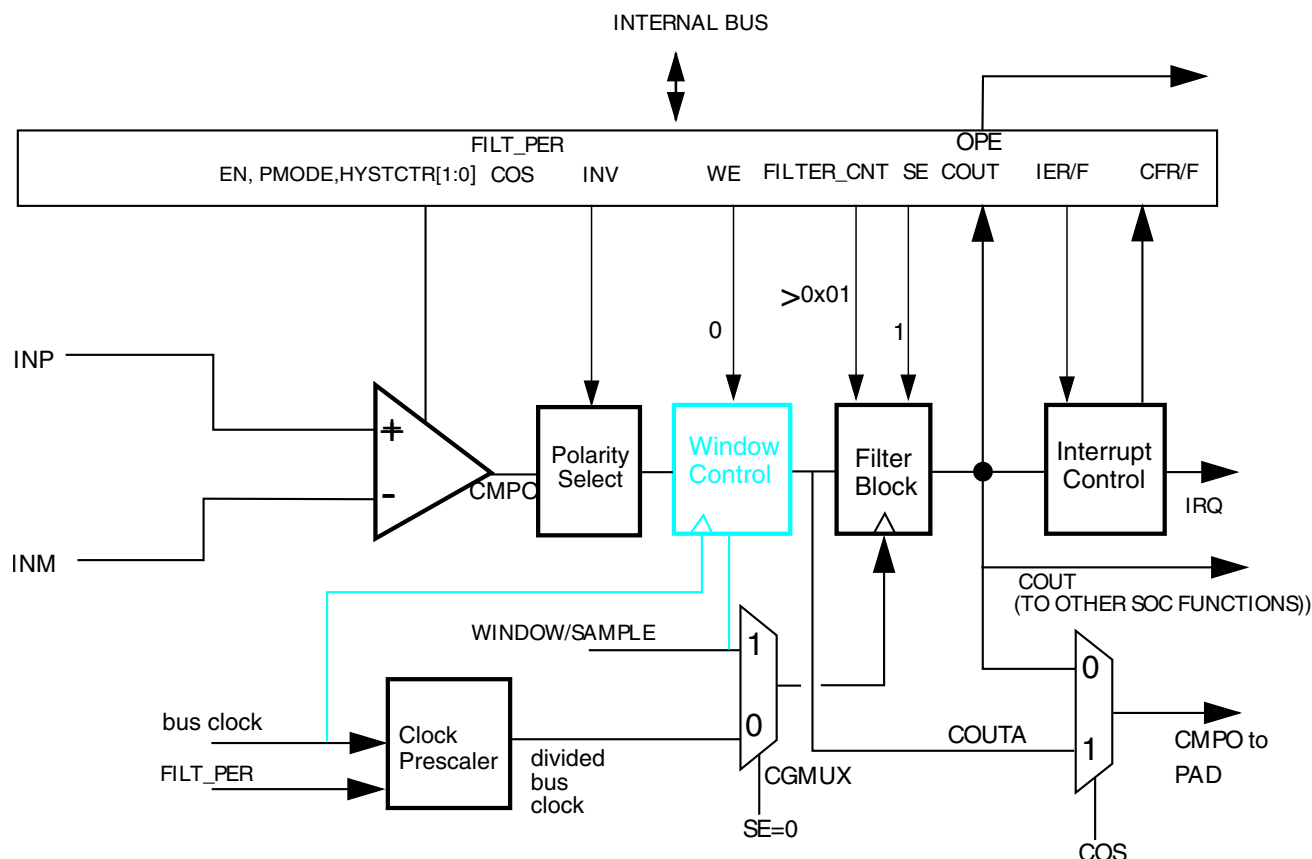 INTERNAL BUS
FILT_PER
OPE
EN, PMODE,HYSTCTR[1:0] COS INV WE FILTER_CNT SE COUT IER/F CFR/F
>0x01
0
1
INP
+
-
INM
CMPO
Polarity
Select
Window
Control
Filter
Block
Interrupt
Control
IRQ
COUT
(TO OTHER SOC FUNCTIONS))
WINDOW/SAMPLE
1
0
0
1
bus clock
FILT_PER
Clock
Prescaler
divided
bus
clock
CGMUX
SE=0
COUTA
CMPO to
PAD
COS